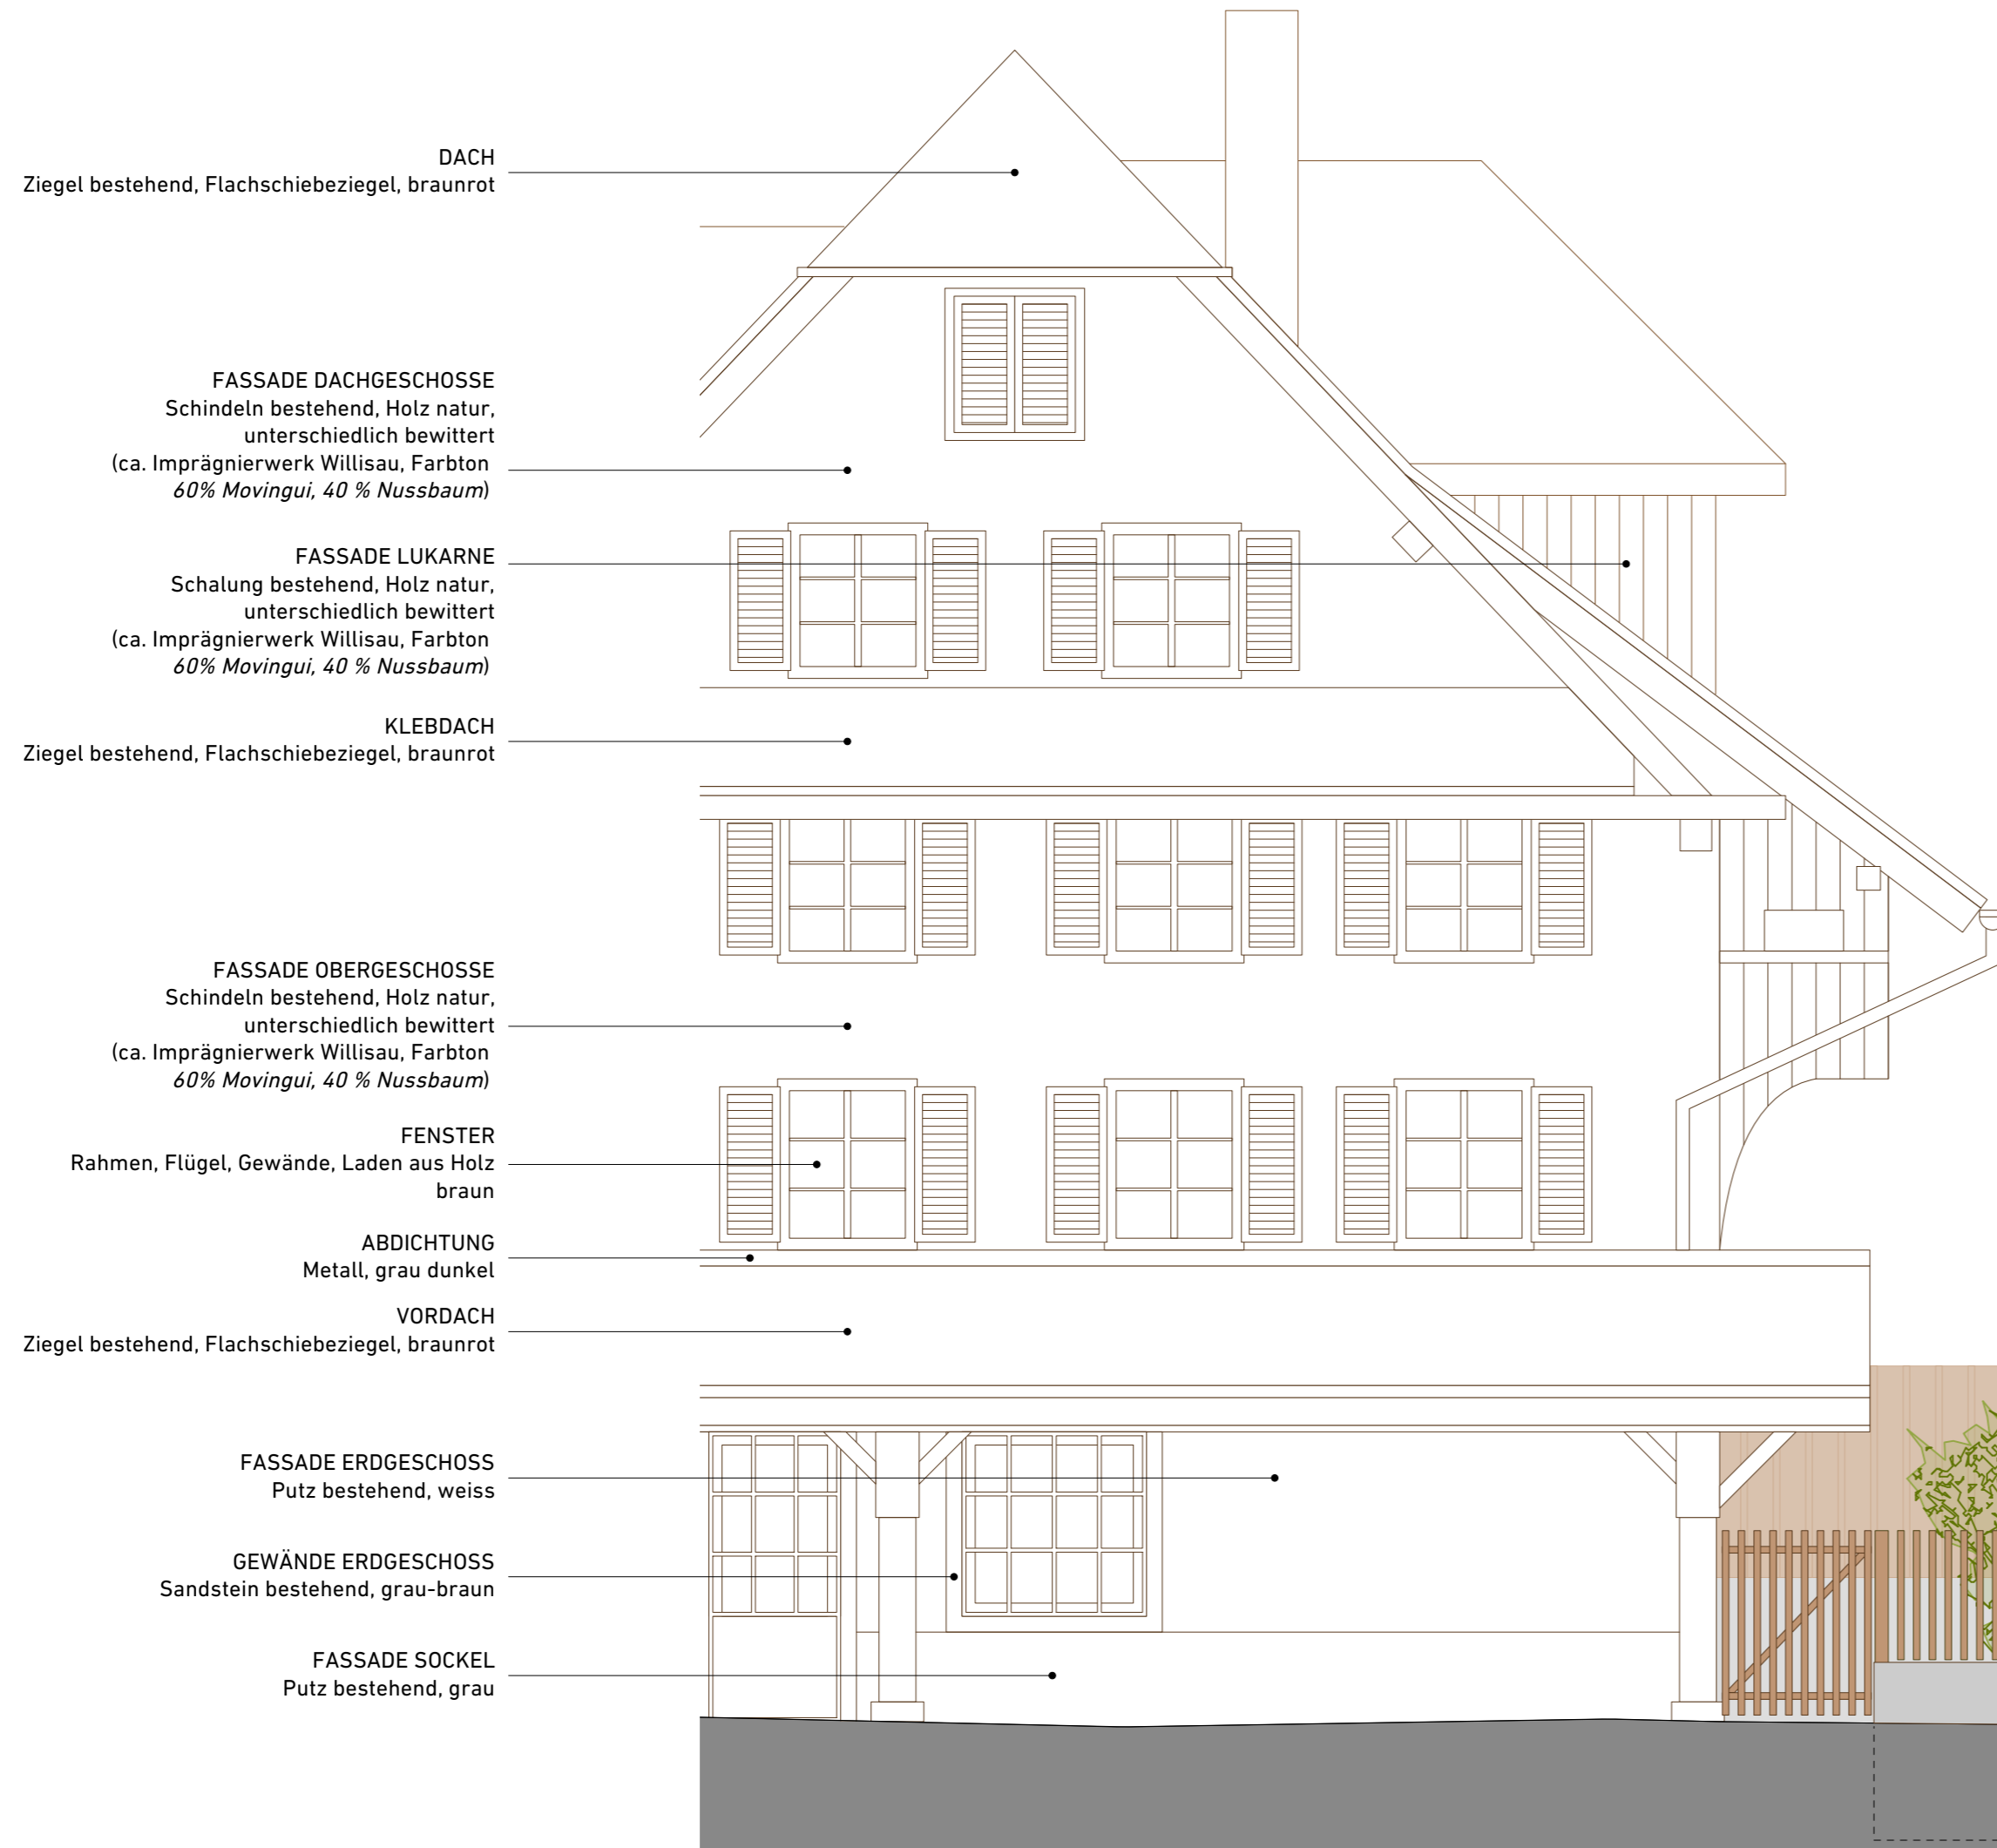 DACH
Ziegel bestehend, Flachschiebeziegel, braunrot
FASSADE DACHGESCHOSSE
Schindeln bestehend, Holz natur,
unterschiedlich bewittert
(ca. Imprägnierwerk Willisau, Farbton
60% Movingui, 40 % Nussbaum)
FASSADE LUKARNE
Schalung bestehend, Holz natur,
unterschiedlich bewittert
(ca. Imprägnierwerk Willisau, Farbton
60% Movingui, 40 % Nussbaum)
KLEBDACH
Ziegel bestehend, Flachschiebeziegel, braunrot
FASSADE OBERGESCHOSSE
Schindeln bestehend, Holz natur,
unterschiedlich bewittert
(ca. Imprägnierwerk Willisau, Farbton
60% Movingui, 40 % Nussbaum)
FENSTER
Rahmen, Flügel, Gewände, Laden aus Holz
braun
ABDICHTUNG
Metall, grau dunkel
VORDACH
Ziegel bestehend, Flachschiebeziegel, braunrot
FASSADE ERDGESCHOSS
Putz bestehend, weiss
GEWÄNDE ERDGESCHOSS
Sandstein bestehend, grau-braun
FASSADE SOCKEL
Putz bestehend, grau